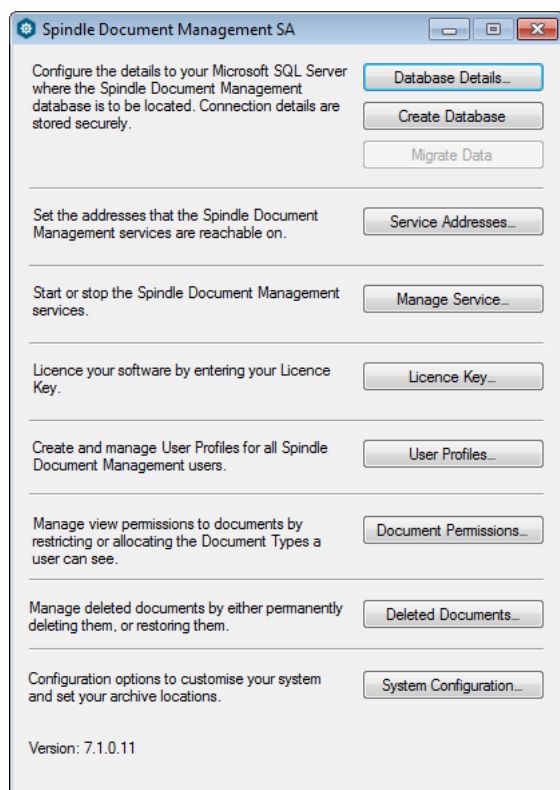 Spindle Document Management SA
Configure the details to your Microsoft SQL Server
where the Spindle Document Management
database is to be located. Connection details are
stored securely.
Database Details...
Create Database
Migrate Data
Set the addresses that the Spindle Document
Management services are reachable on.
Service Addresses...
Start or stop the Spindle Document Management
services.
Manage Service...
Licence your software by entering your Licence
Key.
Licence Key...
Create and manage User Profiles for all Spindle
Document Management users.
User Profiles...
Manage view permissions to documents by
restricting or allocating the Document Types a
user can see.
Document Permissions...
Manage deleted documents by either permanently
deleting them, or restoring them.
Deleted Documents...
Configuration options to customise your system
and set your archive locations.
System Configuration...
Version: 7.1.0.11